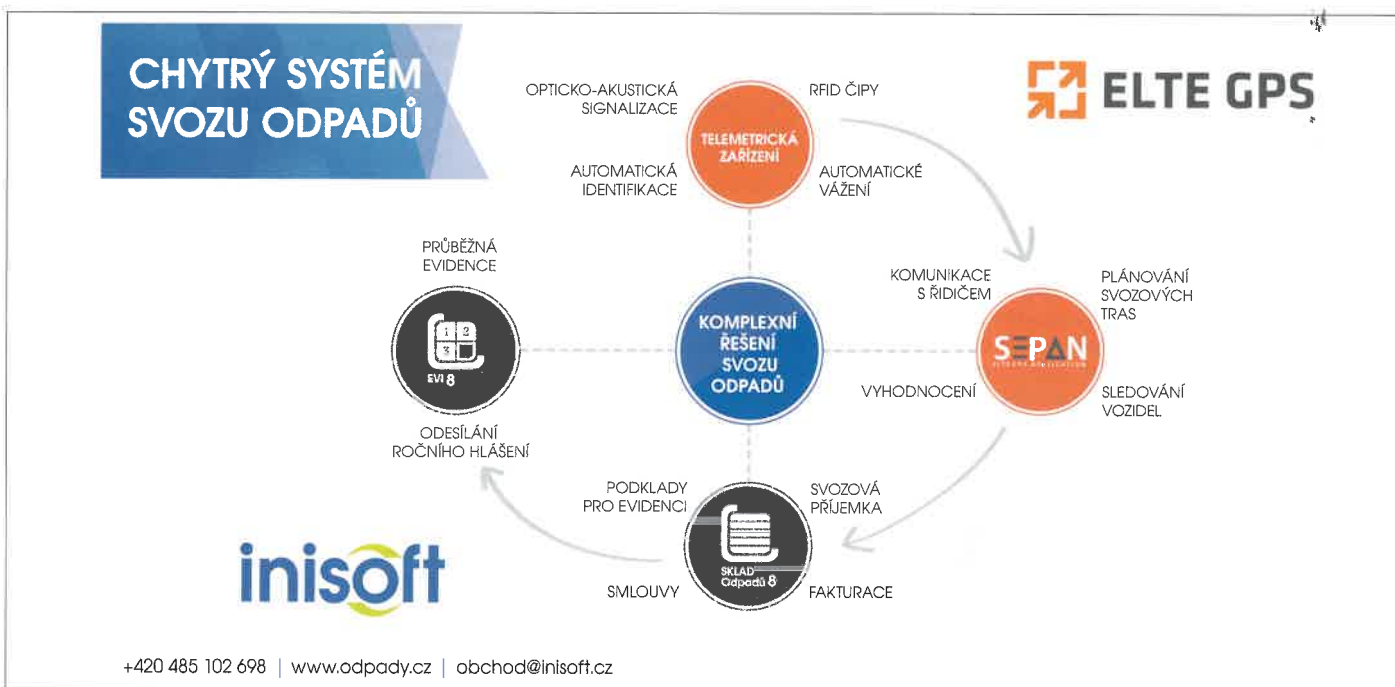 CHYTRÝ SYSTÉM
SVOZU ODPADŮ
OPTICKO-AKUSTICKÁ
SIGNALIZACE
RFID ČIPY
TELEMETRICKÁ
ZAŘÍZENÍ
AUTOMATICKÁ
IDENTIFIKACE
AUTOMATICKÉ
VÁŽENÍ
ELTE GPS
PRŮBĚŽNÁ
EVIDENCE
1 2
3
EVI 8
ODESÍLÁNÍ
ROČNÍHO HLÁŠENÍ
KOMPLEXNÍ
ŘEŠENÍ
SVOZU
ODPADŮ
KOMUNIKACE
S ŘIDIČEM
PLÁNOVÁNÍ
SVOZOVÝCH
TRAS
SEPAN
VYHODNOCENÍ
SLEDOVÁNÍ
VOZIDEL
PODKLADY
PRO EVIDENCI
SVOZOVÁ
PŘÍJEMKA
SKLAD
Odpadů 8
SMLOUVY
FAKTURACE
inisoft
+420 485 102 698 | www.odpady.cz | obchod@inisoft.cz